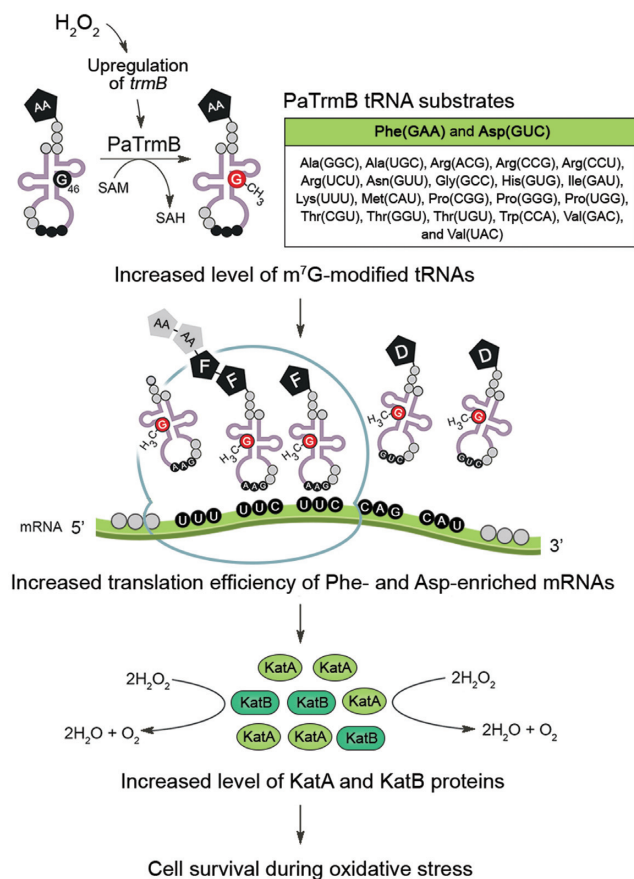 H2O2
Upregulation
of trmB
AA
AA
PaTrmB
G
46
G
CH3
SAM
SAH
PaTrmB tRNA substrates
Phe(GAA) and Asp(GUC)
Ala(GGC), Ala(UGC), Arg(ACG), Arg(CCG), Arg(CCU),
Arg(UCU), Asn(GUU), Gly(GCC), His(GUG), Ile(GAU),
Lys(UUU), Met(CAU), Pro(CGG), Pro(GGG), Pro(UGG),
Thr(CGU), Thr(GGU), Thr(UGU), Trp(CCA), Val(GAC),
and Val(UAC)
Increased level of m7G-modified tRNAs
AA
AA
F
F
F
D
D
G
H3C
G
H3C
G
H3C
G
H3C
G
H3C
AAG
AAG
AAG
GUC
GUC
mRNA 5' UUU UUC UUC CAG CAU 3'
Increased translation efficiency of Phe- and Asp-enriched mRNAs
KatA KatA
2H2O2 KatB KatB KatA 2H2O2
2H2O + O2 KatA KatA KatB 2H2O + O2
Increased level of KatA and KatB proteins
Cell survival during oxidative stress